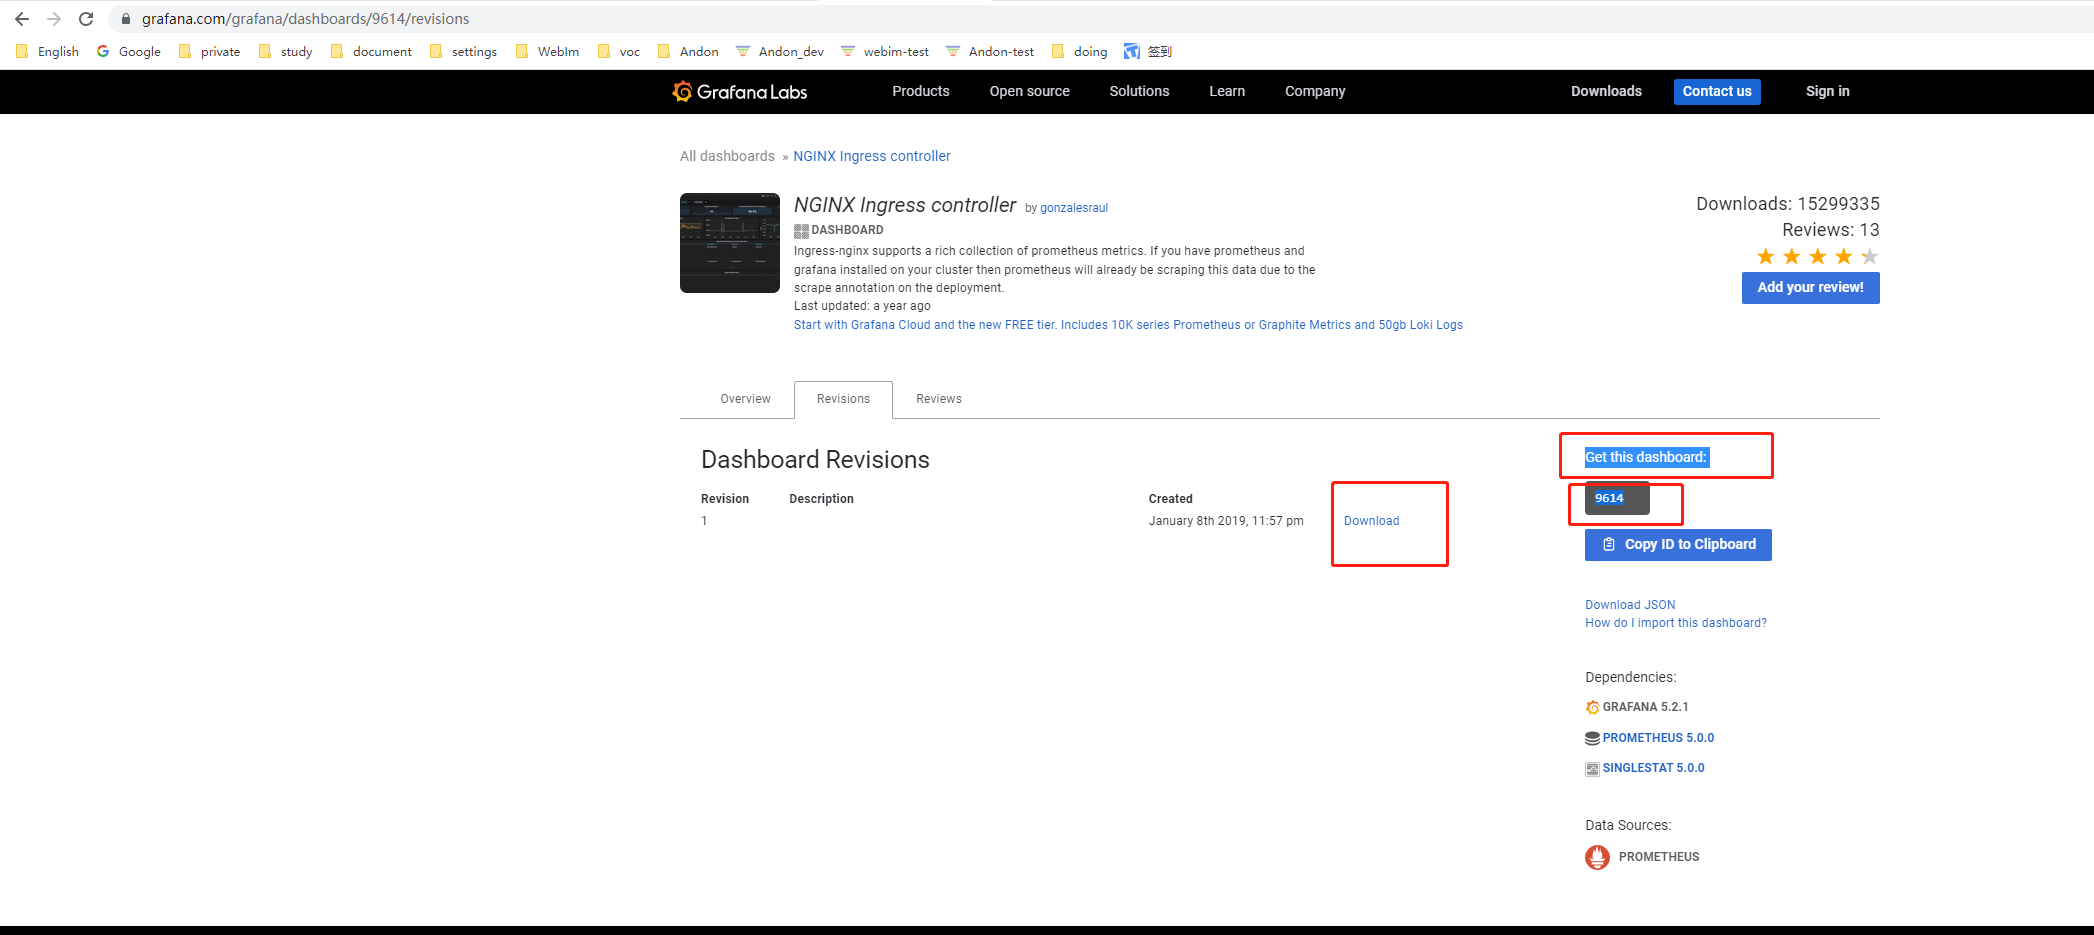 grafana.com/grafana/dashboards/9614/revisions
English Google private study document settings WebIm voc Andon Andon_dev webim-test Andon-test doing 签到
Grafana Labs Products Open source Solutions Learn Company Downloads Contact us Sign in
All dashboards » NGINX Ingress controller
NGINX Ingress controller by gonzalesraul
DASHBOARD
Ingress-nginx supports a rich collection of prometheus metrics. If you have prometheus and
grafana installed on your cluster then prometheus will already be scraping this data due to the
scrape annotation on the deployment.
Last updated: a year ago
Start with Grafana Cloud and the new FREE tier. Includes 10K series Prometheus or Graphite Metrics and 50gb Loki Logs
Downloads: 15299335
Reviews: 13
Add your review!
Overview Revisions Reviews
Dashboard Revisions
Revision Description Created
1 January 8th 2019, 11:57 pm Download
Get this dashboard:
9614
Copy ID to Clipboard
Download JSON
How do I import this dashboard?
Dependencies:
GRAFANA 5.2.1
PROMETHEUS 5.0.0
SINGLESTAT 5.0.0
Data Sources:
PROMETHEUS